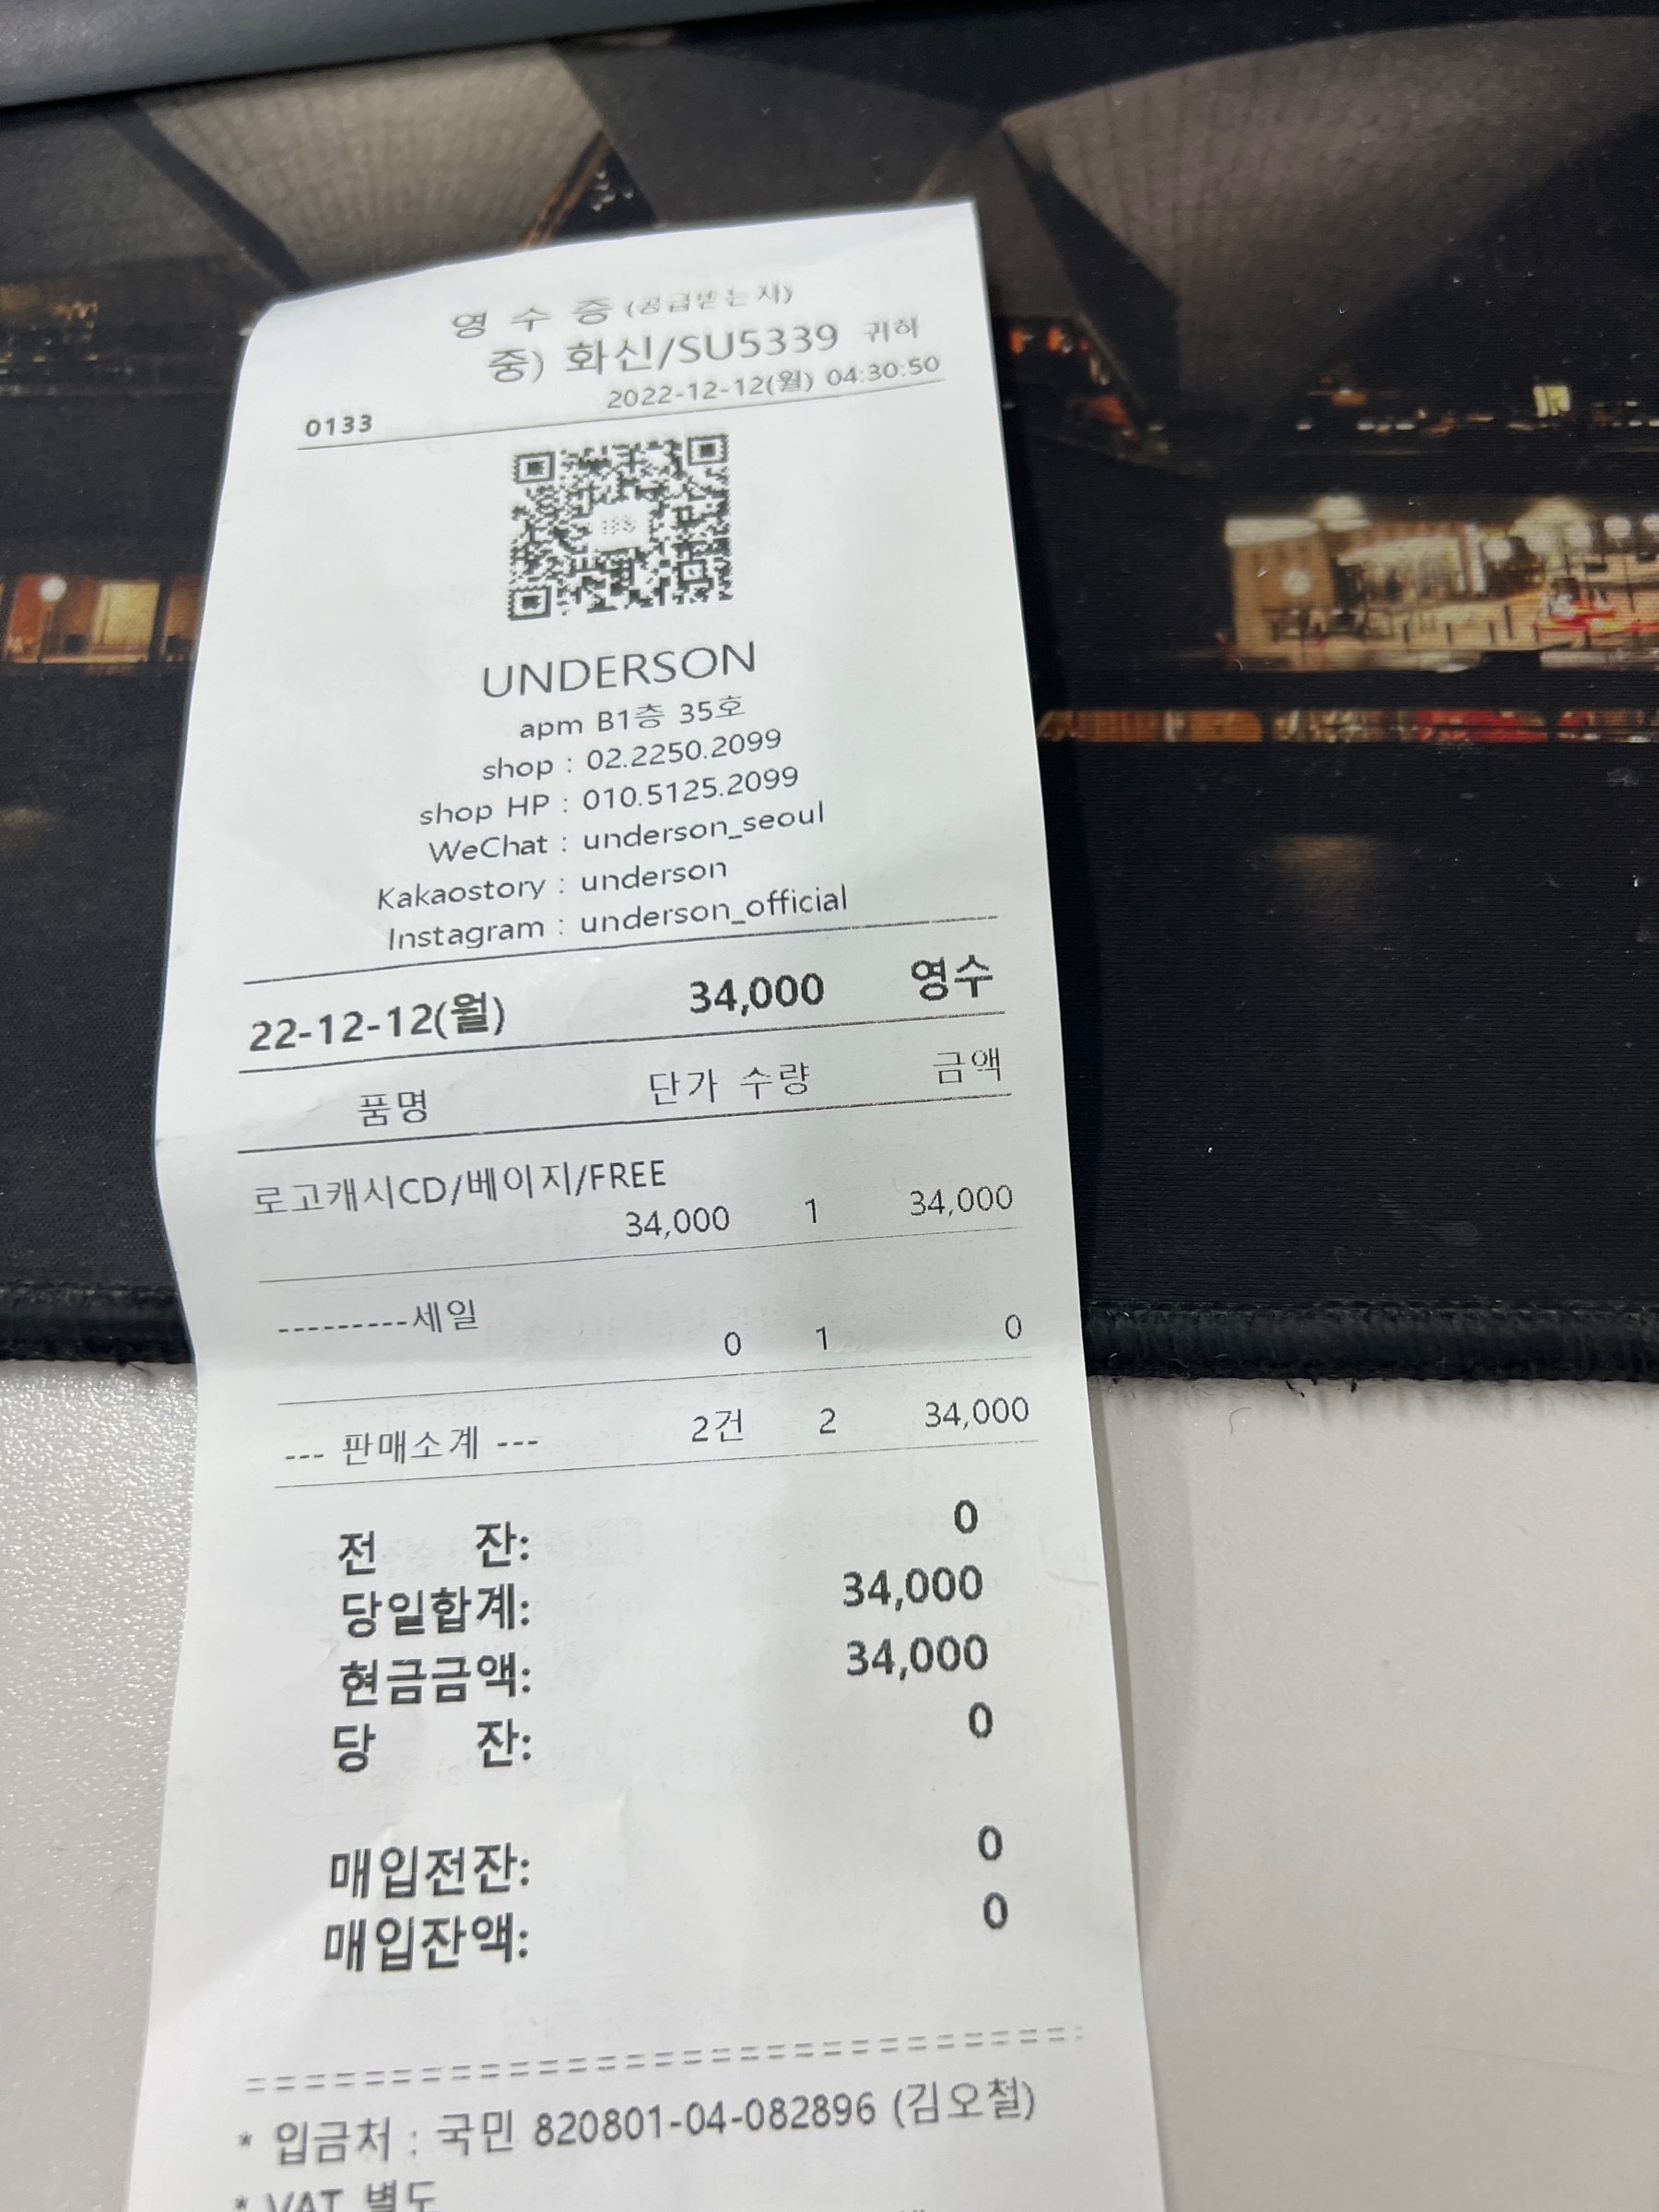 영 수 증 (공급받는자)
중) 화신/SU5339 귀하
2022-12-12(월) 04:30:50
0133
UNDERSON
apm B1층 35호
shop : 02.2250.2099
shop HP : 010.5125.2099
WeChat : underson_seoul
Kakaostory : underson
Instagram : underson_official
22-12-12(월) 34,000 영수
품명 단가 수량 금액
로고캐시CD/베이지/FREE
34,000 1 34,000
---------세일
0 1 0
--- 판매소계 --- 2건 2 34,000
전 잔: 0
당일합계: 34,000
현금금액: 34,000
당 잔: 0
매입전잔: 0
매입잔액: 0
=============================
* 입금처 : 국민 820801-04-082896 (김오철)
* VAT 별도